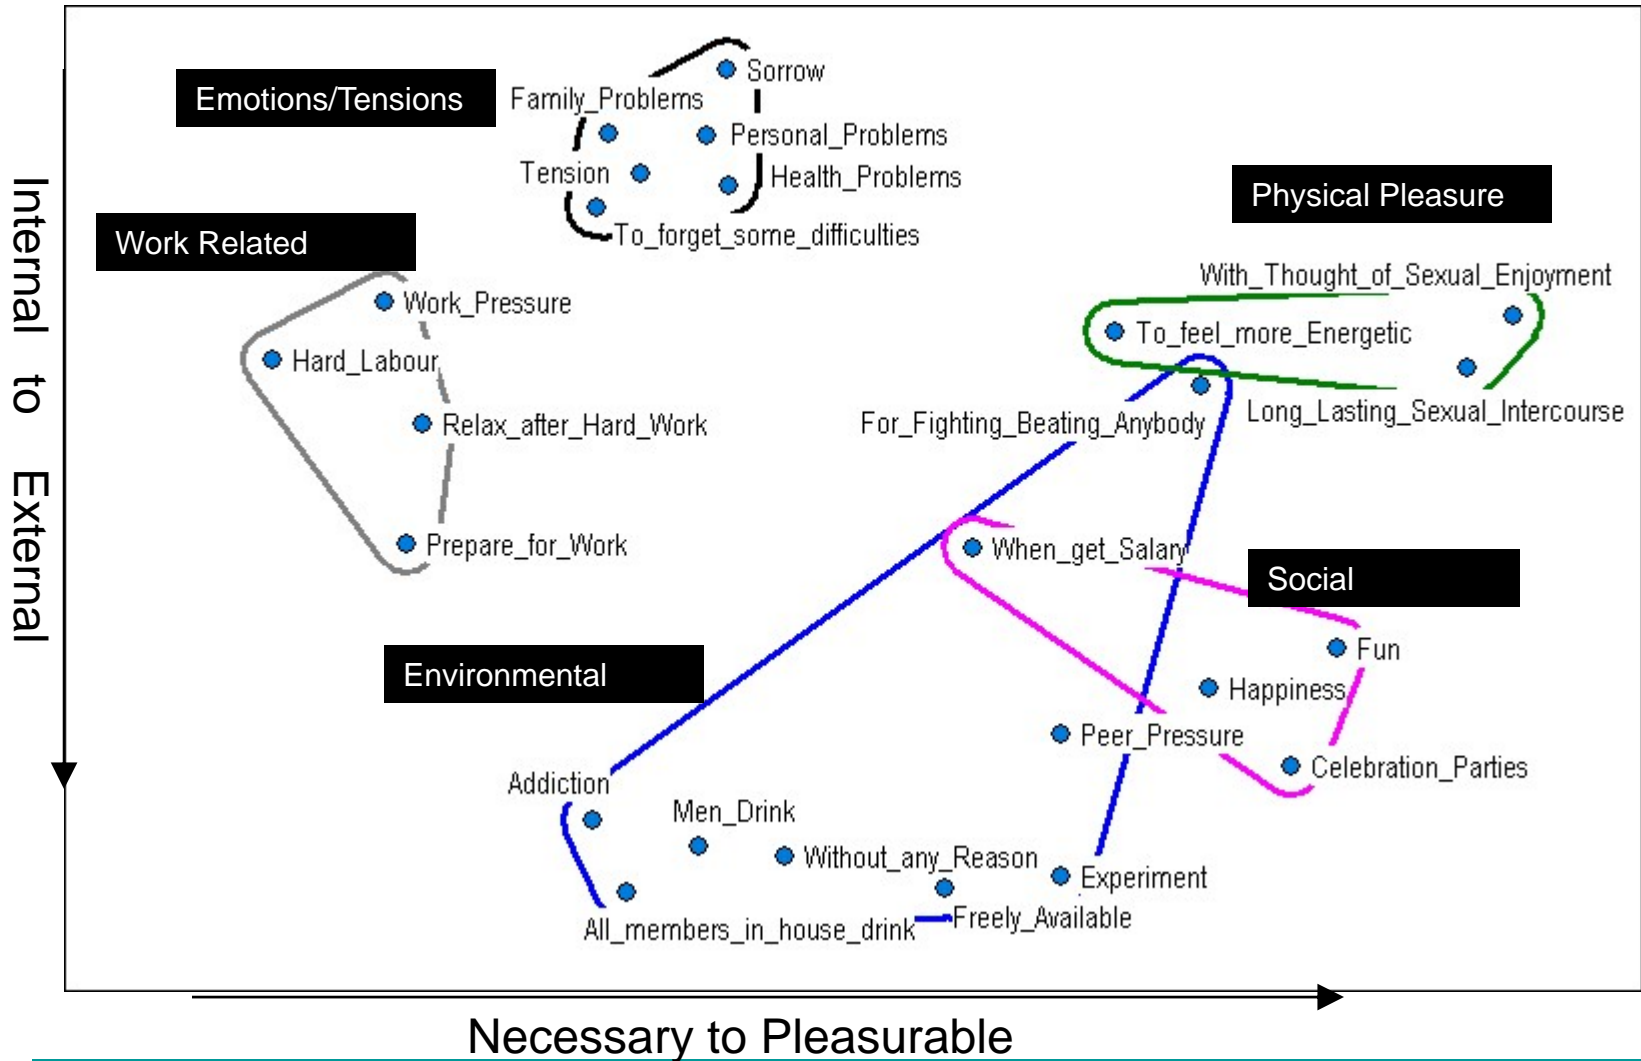 Sorrow
Emotions/Tensions
Family_Problems
Personal_Problems
Tension
Health_Problems
To_forget_some_difficulties
Physical Pleasure
Work Related
With_Thought_of_Sexual_Enjoyment
Work_Pressure
To_feel_more_Energetic
Hard_Labour
Long_Lasting_Sexual_Intercourse
For_Fighting_Beating_Anybody
Relax_after_Hard_Work
Prepare_for_Work
When_get_Salary
Social
Fun
Environmental
Happiness
Peer_Pressure
Celebration_Parties
Addiction
Men_Drink
Without_any_Reason
Experiment
Freely_Available
All_members_in_house_drink
Internal to External
Necessary to Pleasurable